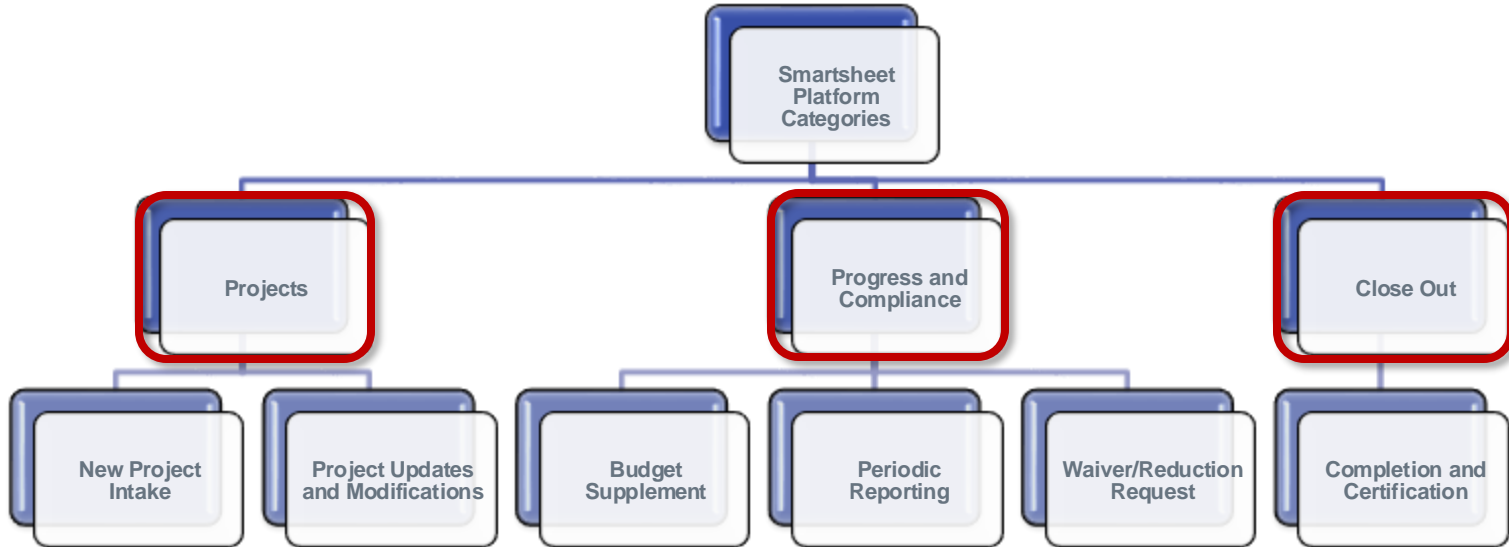 Smartsheet
Platform
Categories
Projects
Progress and
Compliance
Close Out
New Project
Intake
Project Updates
and Modifications
Budget
Supplement
Periodic
Reporting
Waiver/Reduction
Request
Completion and
Certification